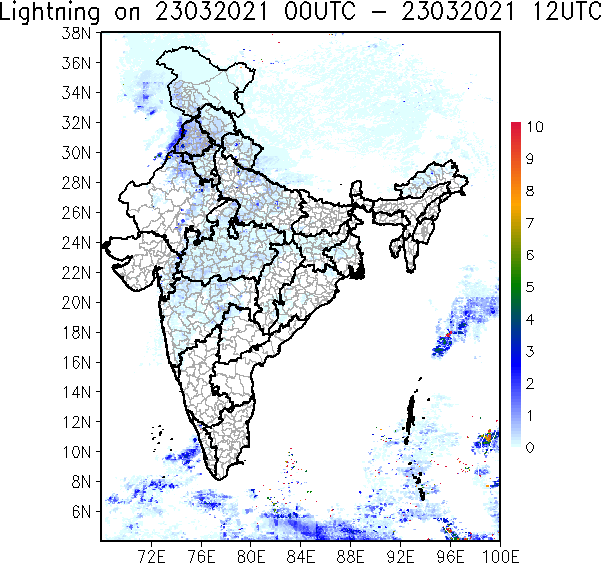 Lightning on 23032021 00UTC – 23032021 12UTC
38N
36N
34N
32N
30N
28N
26N
24N
22N
20N
18N
16N
14N
12N
10N
8N
6N
72E 76E 80E 84E 88E 92E 96E 100E
10
9
8
7
6
5
4
3
2
1
0